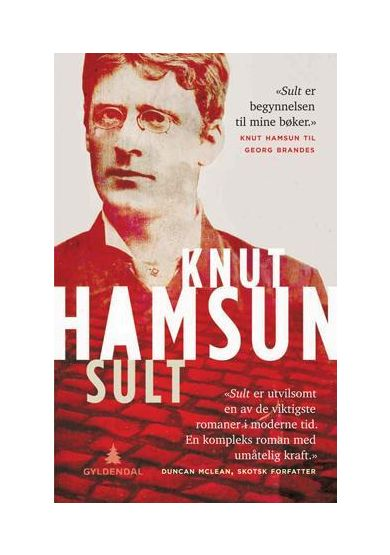 «Sult er
begynnelsen
til mine bøker.»
KNUT HAMSUN TIL
GEORG BRANDES
KNUT
HAMSUN
SULT
«Sult er utvilsomt
en av de viktigste
romaner i moderne tid.
En kompleks roman med
umåtelig kraft.»
DUNCAN MCLEAN, SKOTSK FORFATTER
GYLDENDAL